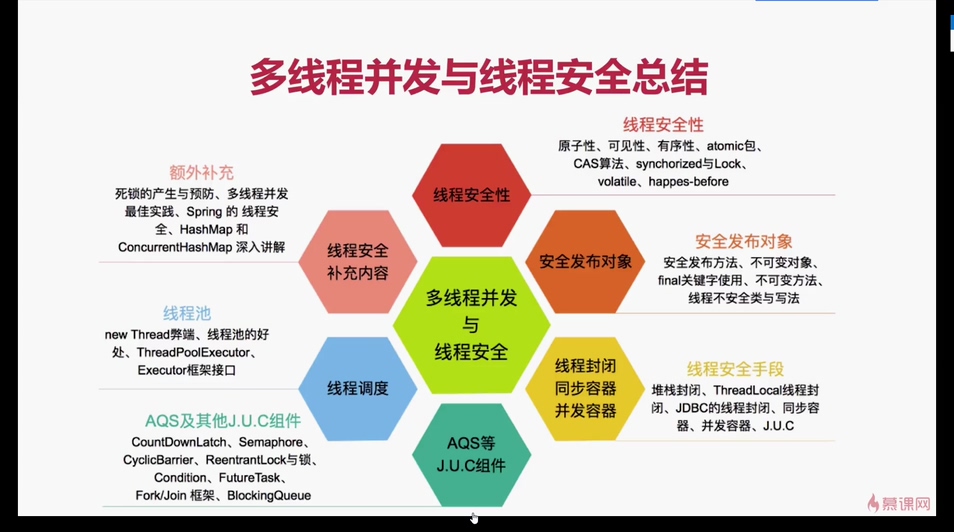 多线程并发与线程安全总结
线程安全性
原子性、可见性、有序性、atomic包、
CAS算法、synchorized与Lock、
volatile、happes-before
额外补充
死锁的产生与预防、多线程并发
最佳实践、Spring 的 线程安
全、HashMap 和
ConcurrentHashMap 深入讲解
线程安全性
线程安全
补充内容
安全发布对象
安全发布对象
安全发布方法、不可变对象、
final关键字使用、不可变方法、
线程不安全类与写法
多线程并发
与
线程安全
线程池
new Thread弊端、线程池的好
处、ThreadPoolExecutor、
Executor框架接口
线程调度
线程封闭
同步容器
并发容器
线程安全手段
堆栈封闭、ThreadLocal线程封
闭、JDBC的线程封闭、同步容
器、并发容器、J.U.C
AQS及其他J.U.C组件
CountDownLatch、Semaphore、
CyclicBarrier、ReentrantLock与锁、
Condition、FutureTask、
Fork/Join 框架、BlockingQueue
AQS等
J.U.C组件
慕课网